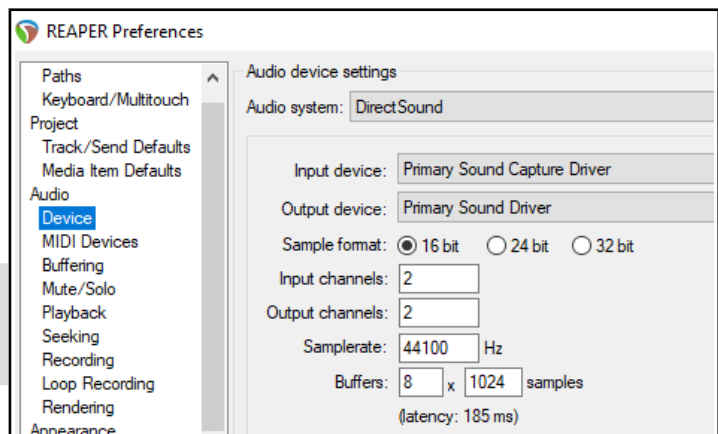 REAPER Preferences
Paths
Keyboard/Multitouch
Project
Track/Send Defaults
Media Item Defaults
Audio
Device
MIDI Devices
Buffering
Mute/Solo
Playback
Seeking
Recording
Loop Recording
Rendering
Appearance
Audio device settings
Audio system: DirectSound
Input device: Primary Sound Capture Driver
Output device: Primary Sound Driver
Sample format: 16 bit 24 bit 32 bit
Input channels: 2
Output channels: 2
Samplerate: 44100 Hz
Buffers: 8 x 1024 samples
(latency: 185 ms)